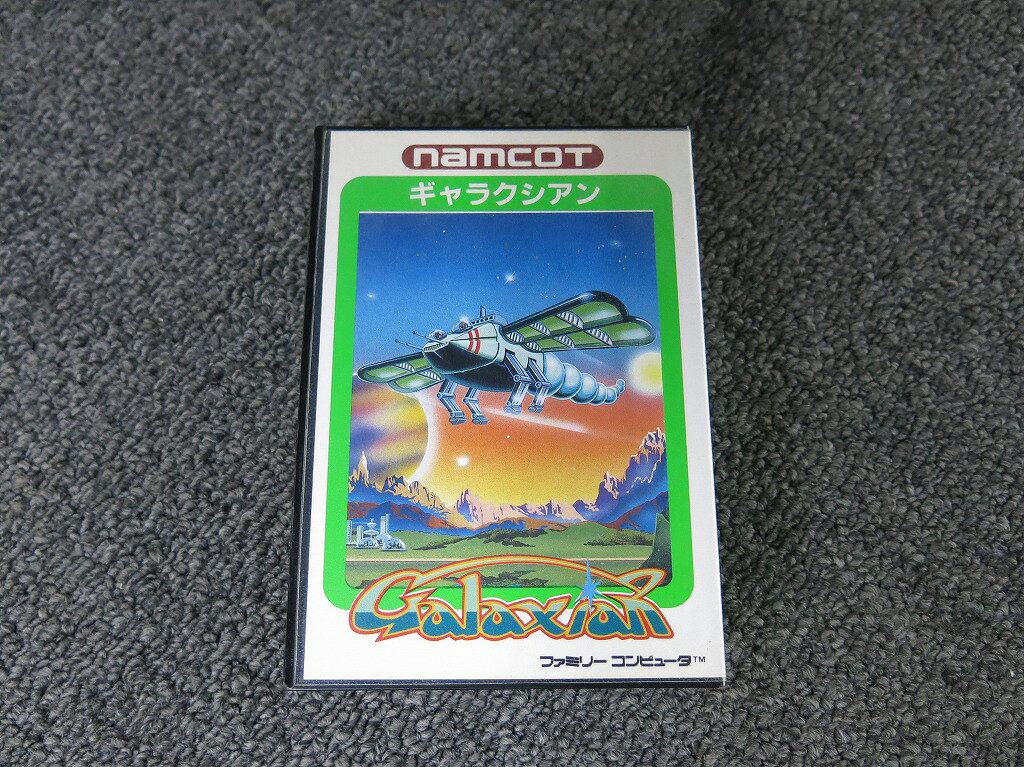 namcot
ギャラクシアン
Galaxian
ファミリー コンピュータ™